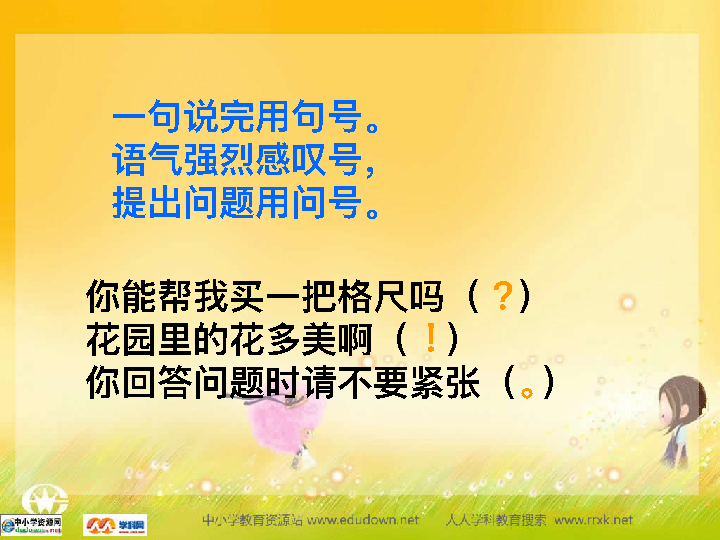 一句说完用句号。
语气强烈感叹号，
提出问题用问号。
你能帮我买一把格尺吗（？）
花园里的花多美啊（！）
你回答问题时请不要紧张（。）
中小学教育资源站 www.edudown.net 人人学科教育搜索 www.rrxk.net
中小学资源网
学科网